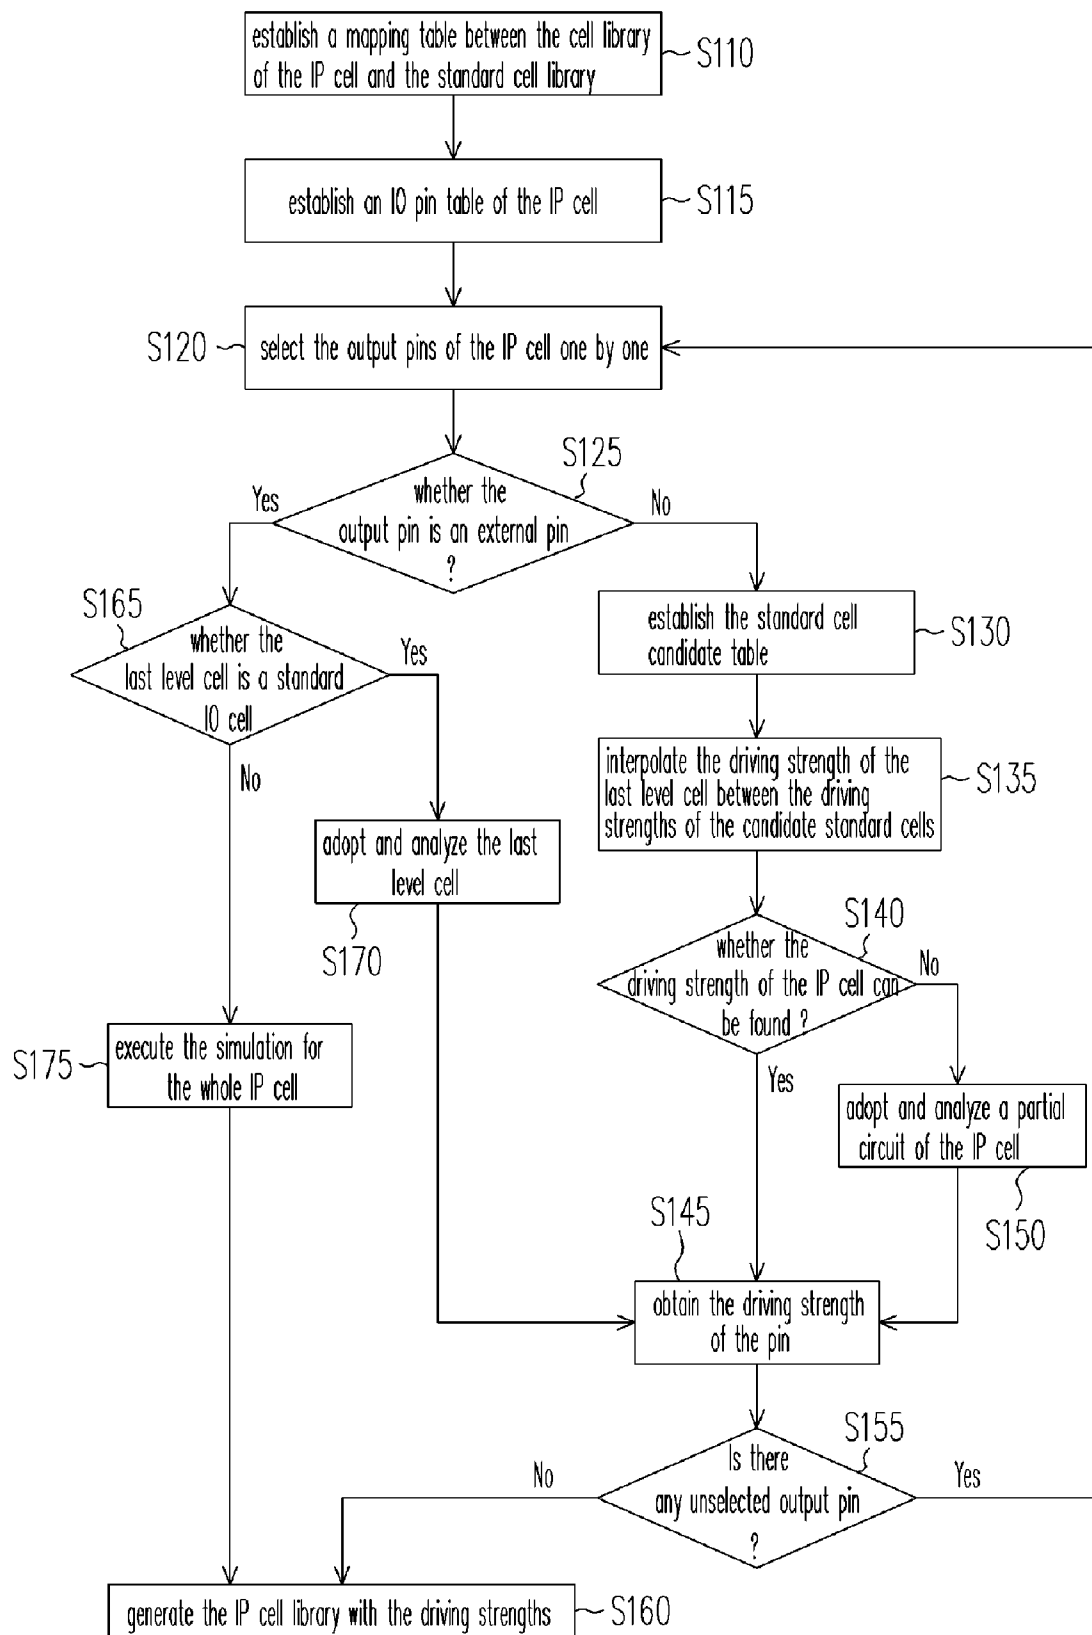 establish a mapping table between the cell library
of the IP cell and the standard cell library
S110
establish an IO pin table of the IP cell
S115
S120
select the output pins of the IP cell one by one
S125
Yes
whether the
output pin is an external pin
?
No
S165
whether the
last level cell is a standard
IO cell
Yes
No
establish the standard cell
candidate table
S130
interpolate the driving strength of the
last level cell between the driving
strengths of the candidate standard cells
S135
adopt and analyze the last
level cell
S170
S140
whether the
driving strength of the IP cell can
be found ?
No
Yes
S175
execute the simulation for
the whole IP cell
adopt and analyze a partial
circuit of the IP cell
S150
S145
obtain the driving strength
of the pin
S155
Is there
any unselected output pin
?
No
Yes
generate the IP cell library with the driving strengths
S160